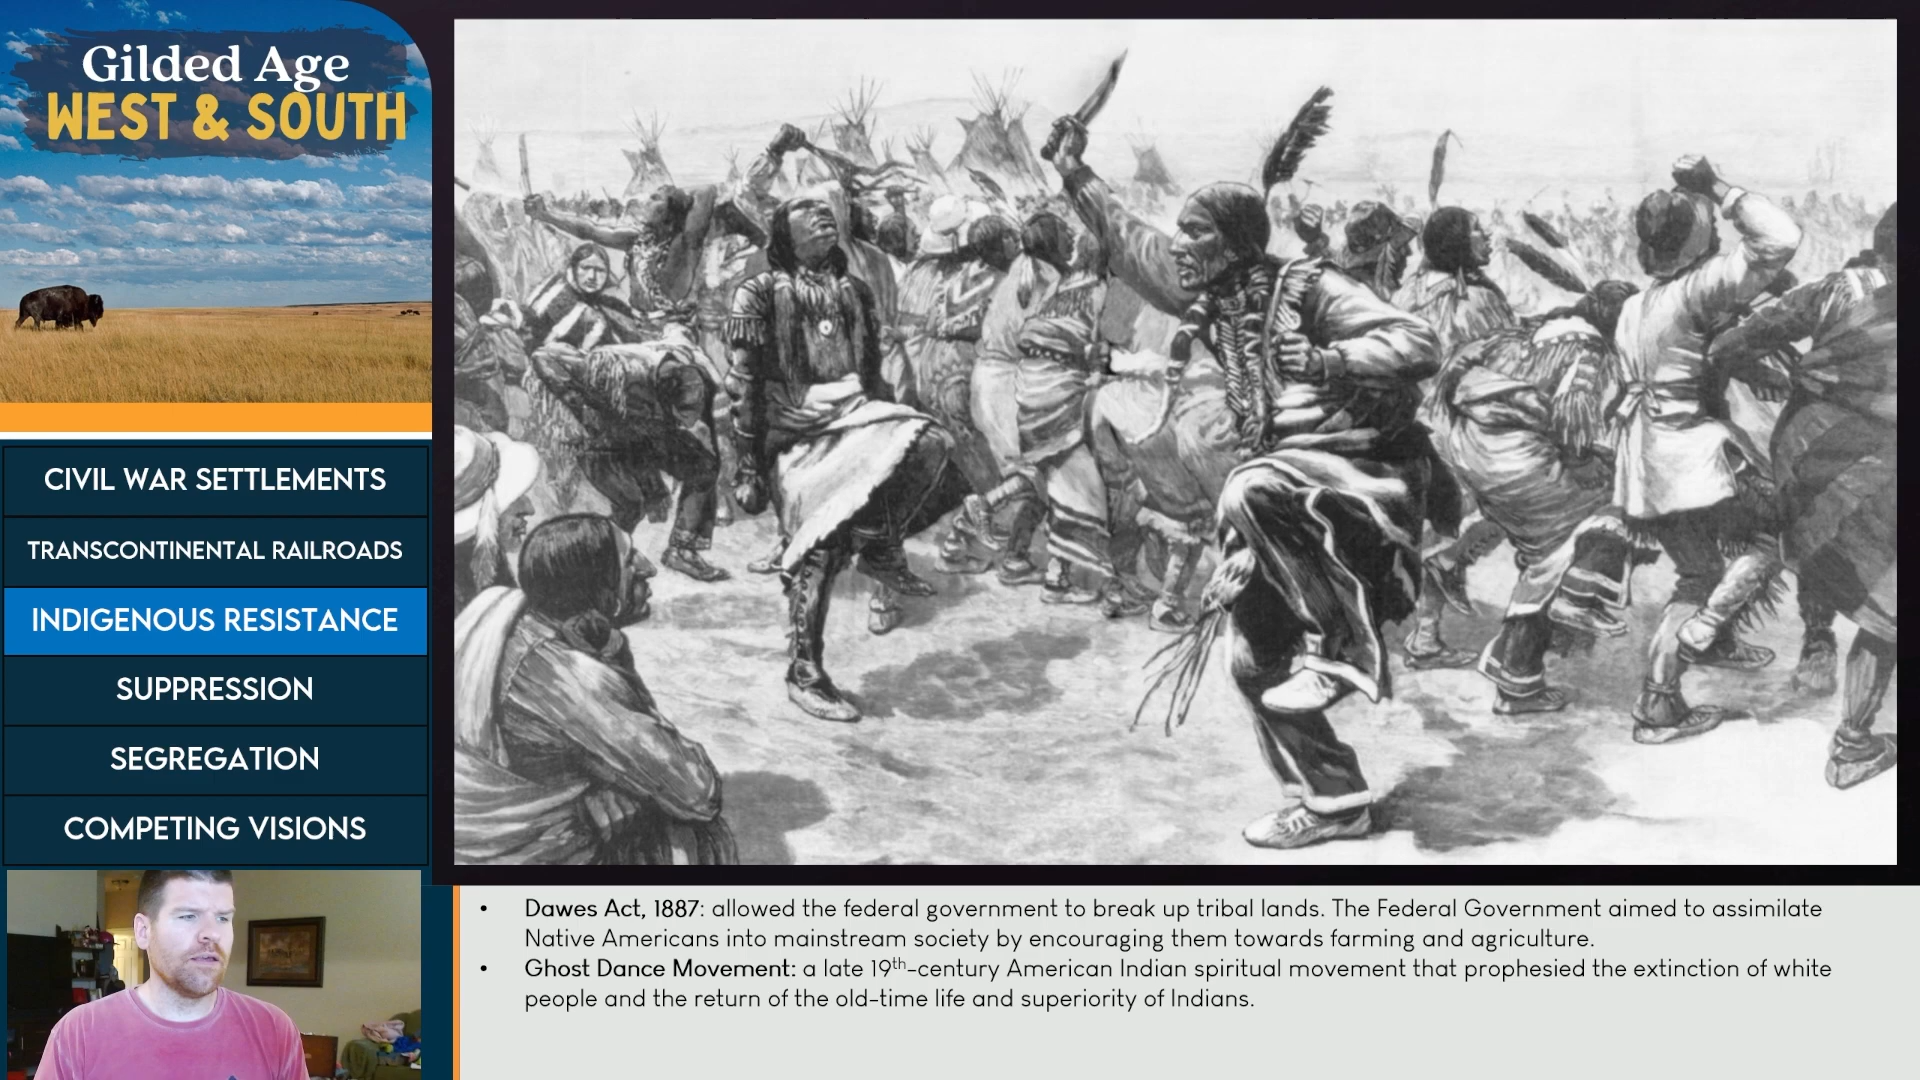 Gilded Age
WEST & SOUTH
CIVIL WAR SETTLEMENTS
TRANSCONTINENTAL RAILROADS
INDIGENOUS RESISTANCE
SUPPRESSION
SEGREGATION
COMPETING VISIONS
• Dawes Act, 1887: allowed the federal government to break up tribal lands. The Federal Government aimed to assimilate
Native Americans into mainstream society by encouraging them towards farming and agriculture.
• Ghost Dance Movement: a late 19th-century American Indian spiritual movement that prophesied the extinction of white
people and the return of the old-time life and superiority of Indians.